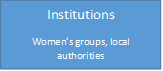 Institutions
Women's groups, local
authorities